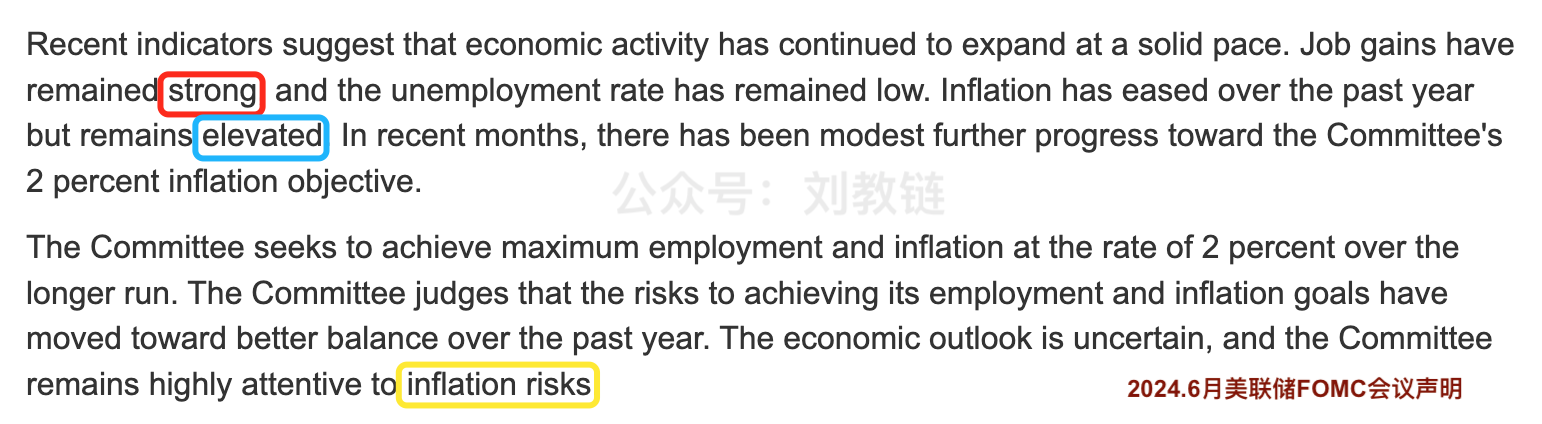 Recent indicators suggest that economic activity has continued to expand at a solid pace. Job gains have
remained strong and the unemployment rate has remained low. Inflation has eased over the past year
but remains elevated In recent months, there has been modest further progress toward the Committee's
2 percent inflation objective.
公众号：刘教链
The Committee seeks to achieve maximum employment and inflation at the rate of 2 percent over the
longer run. The Committee judges that the risks to achieving its employment and inflation goals have
moved toward better balance over the past year. The economic outlook is uncertain, and the Committee
remains highly attentive to inflation risks
2024.6月美联储FOMC会议声明